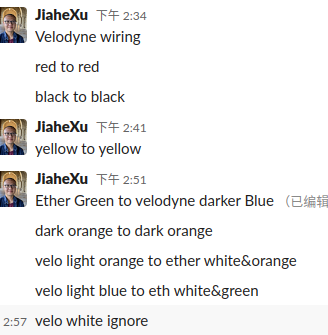 JiaheXu 下午 2:34
Velodyne wiring
red to red
black to black
JiaheXu 下午 2:41
yellow to yellow
JiaheXu 下午 2:51
Ether Green to velodyne darker Blue （已编辑
dark orange to dark orange
velo light orange to ether white&orange
velo light blue to eth white&green
2:57 velo white ignore